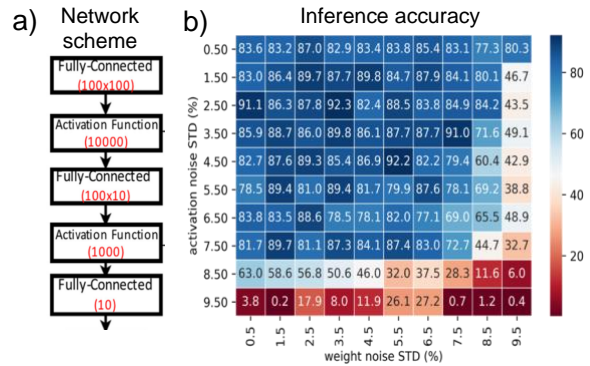 a) Network
scheme
Fully-Connected
(100x100)
Activation Function
(10000)
Fully-Connected
(100x10)
Activation Function
(1000)
Fully-Connected
(10)
b) Inference accuracy
activation noise STD (%)
0.50 83.6 83.2 87.0 82.9 83.4 83.8 85.4 83.1 77.3 80.3
1.50 83.0 86.4 89.7 87.7 89.8 84.7 87.9 84.1 80.1 46.7
2.50 91.1 86.3 87.8 92.3 82.4 88.5 83.8 84.9 84.2 43.5
3.50 85.9 88.7 86.0 89.8 86.1 87.7 87.7 91.0 71.6 49.1
4.50 82.7 87.6 89.3 85.4 86.9 92.2 82.2 79.4 60.4 42.9
5.50 78.5 89.4 81.0 89.4 81.7 79.9 87.6 78.1 69.2 38.8
6.50 83.8 83.5 88.6 78.5 78.1 82.0 77.1 69.0 65.5 48.9
7.50 81.7 89.7 81.1 87.3 84.1 87.4 83.0 72.7 44.7 32.7
8.50 63.0 58.6 56.8 50.6 46.0 32.0 37.5 28.3 11.6 6.0
9.50 3.8 0.2 17.9 8.0 11.9 26.1 27.2 0.7 1.2 0.4
0.5 1.5 2.5 3.5 4.5 5.5 6.5 7.5 8.5 9.5
weight noise STD (%)
80
60
40
20